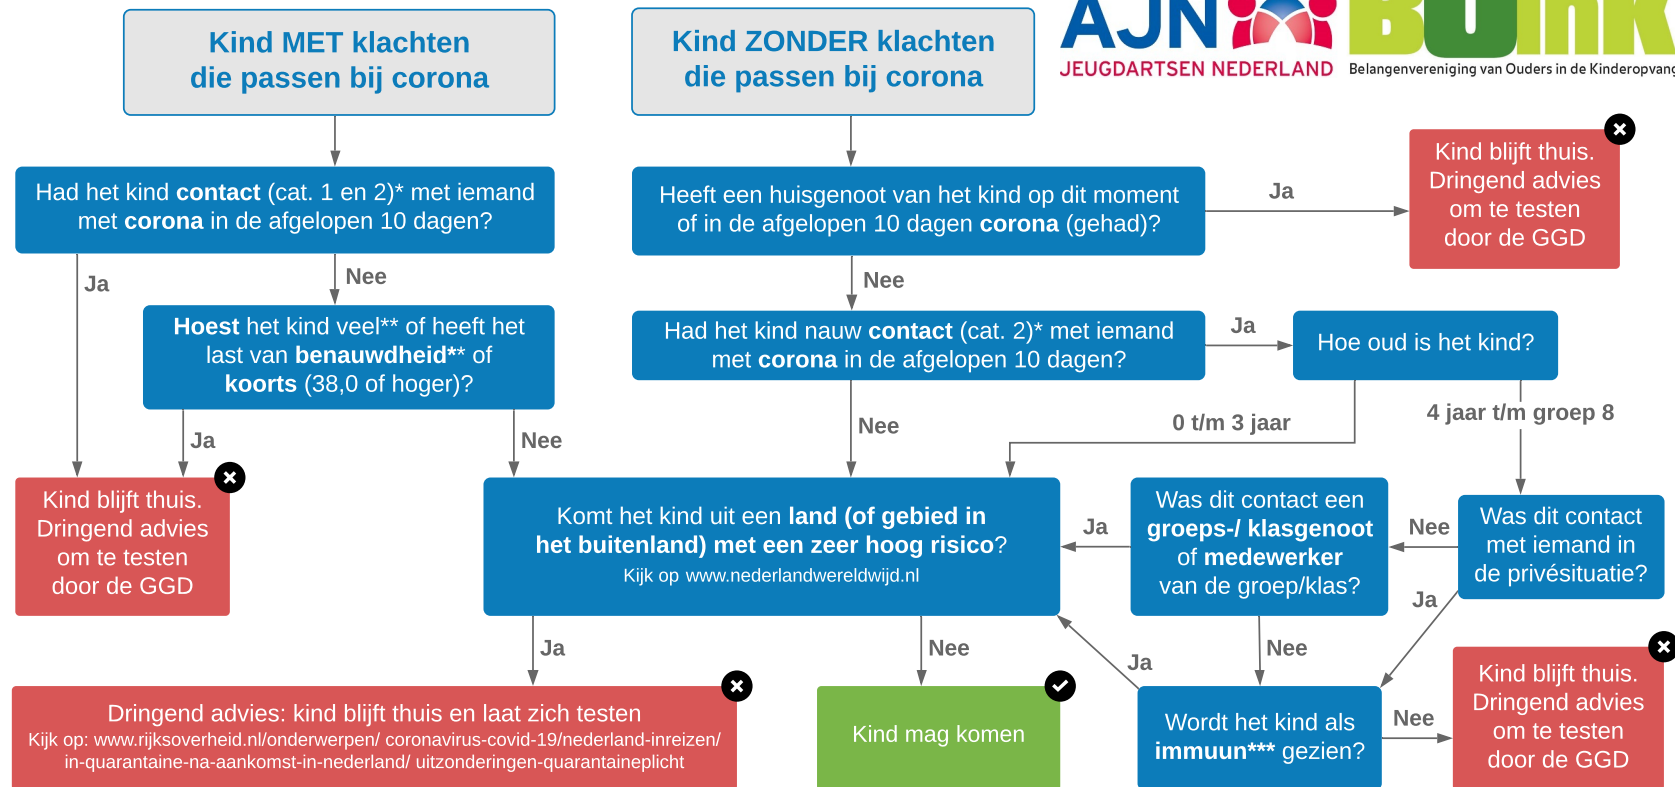 Kind MET klachten
die passen bij corona
Kind ZONDER klachten
die passen bij corona
AJN
JEUGDARTSEN NEDERLAND
BOink
Belangenvereniging van Ouders in de Kinderopvang
Had het kind contact (cat. 1 en 2)* met iemand
met corona in de afgelopen 10 dagen?
Heeft een huisgenoot van het kind op dit moment
of in de afgelopen 10 dagen corona (gehad)?
Ja
Kind blijft thuis.
Dringend advies
om te testen
door de GGD
Ja
Nee
Nee
Hoest het kind veel** of heeft het
last van benauwdheid** of
koorts (38,0 of hoger)?
Had het kind nauw contact (cat. 2)* met iemand
met corona in de afgelopen 10 dagen?
Ja
Hoe oud is het kind?
Ja
Nee
Nee
0 t/m 3 jaar
4 jaar t/m groep 8
Kind blijft thuis.
Dringend advies
om te testen
door de GGD
Komt het kind uit een land (of gebied in
het buitenland) met een zeer hoog risico?
Kijk op www.nederlandwereldwijd.nl
Ja
Was dit contact een
groeps-/ klasgenoot
of medewerker
van de groep/klas?
Nee
Was dit contact
met iemand in
de privésituatie?
Ja
Nee
Ja
Nee
Ja
Dringend advies: kind blijft thuis en laat zich testen
Kijk op: www.rijksoverheid.nl/onderwerpen/ coronavirus-covid-19/nederland-inreizen/
in-quarantaine-na-aankomst-in-nederland/ uitzonderingen-quarantaineplicht
Kind mag komen
Wordt het kind als
immuun*** gezien?
Nee
Kind blijft thuis.
Dringend advies
om te testen
door de GGD